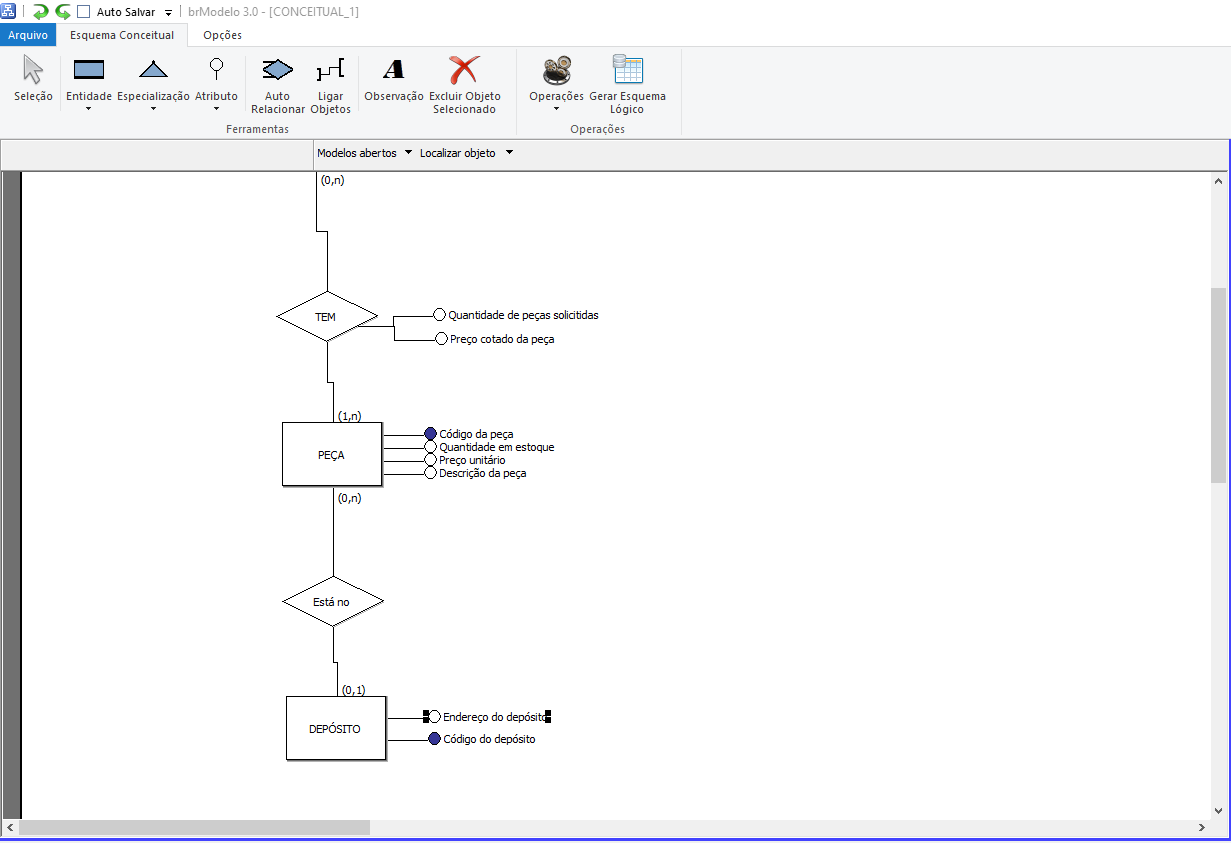 Auto Salvar
brModelo 3.0 - [CONCEITUAL_1]
Arquivo
Esquema Conceitual
Opções
Seleção
Entidade
Especialização
Atributo
Auto
Relacionar
Ligar
Objetos
Observação
Excluir Objeto
Selecionado
Operações
Gerar Esquema
Lógico
Ferramentas
Operações
Modelos abertos
Localizar objeto
(0,n)
TEM
Quantidade de peças solicitidas
Preço cotado da peça
(1,n)
PEÇA
Código da peça
Quantidade em estoque
Preço unitário
Descrição da peça
(0,n)
Está no
(0,1)
DEPÓSITO
Endereço do depósito
Código do depósito